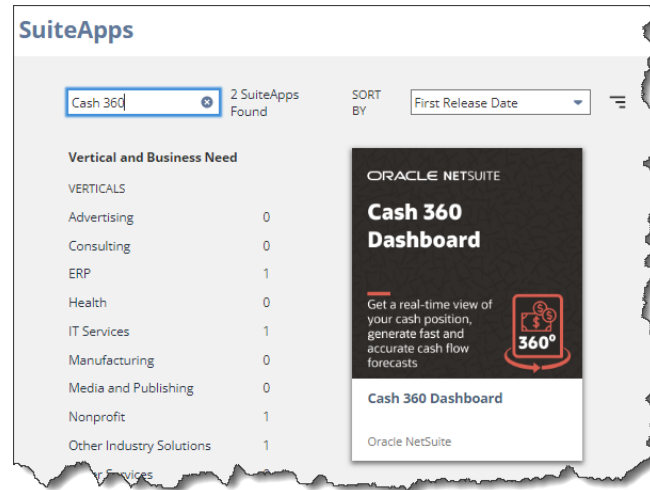 SuiteApps
Cash 360
2 SuiteApps
Found
SORT
BY
First Release Date
Vertical and Business Need
VERTICALS
Advertising 0
Consulting 0
ERP 1
Health 0
IT Services 1
Manufacturing 0
Media and Publishing 0
Nonprofit 1
Other Industry Solutions 1
Services
ORACLE NETSUITE
Cash 360
Dashboard
Get a real-time view of
your cash position,
generate fast and
accurate cash flow
forecasts
360°
Cash 360 Dashboard
Oracle NetSuite